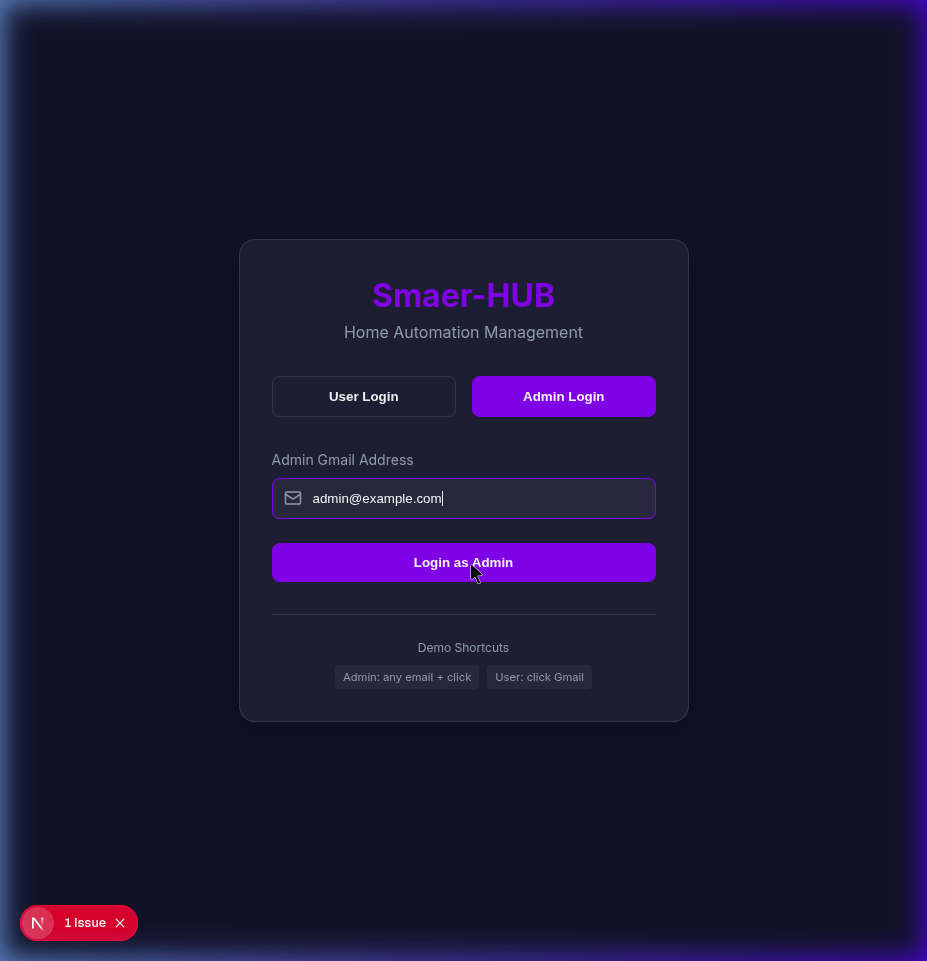 Smaer-HUB
Home Automation Management
User Login
Admin Login
Admin Gmail Address
admin@example.com
Login as Admin
Demo Shortcuts
Admin: any email + click
User: click Gmail
N
1 Issue